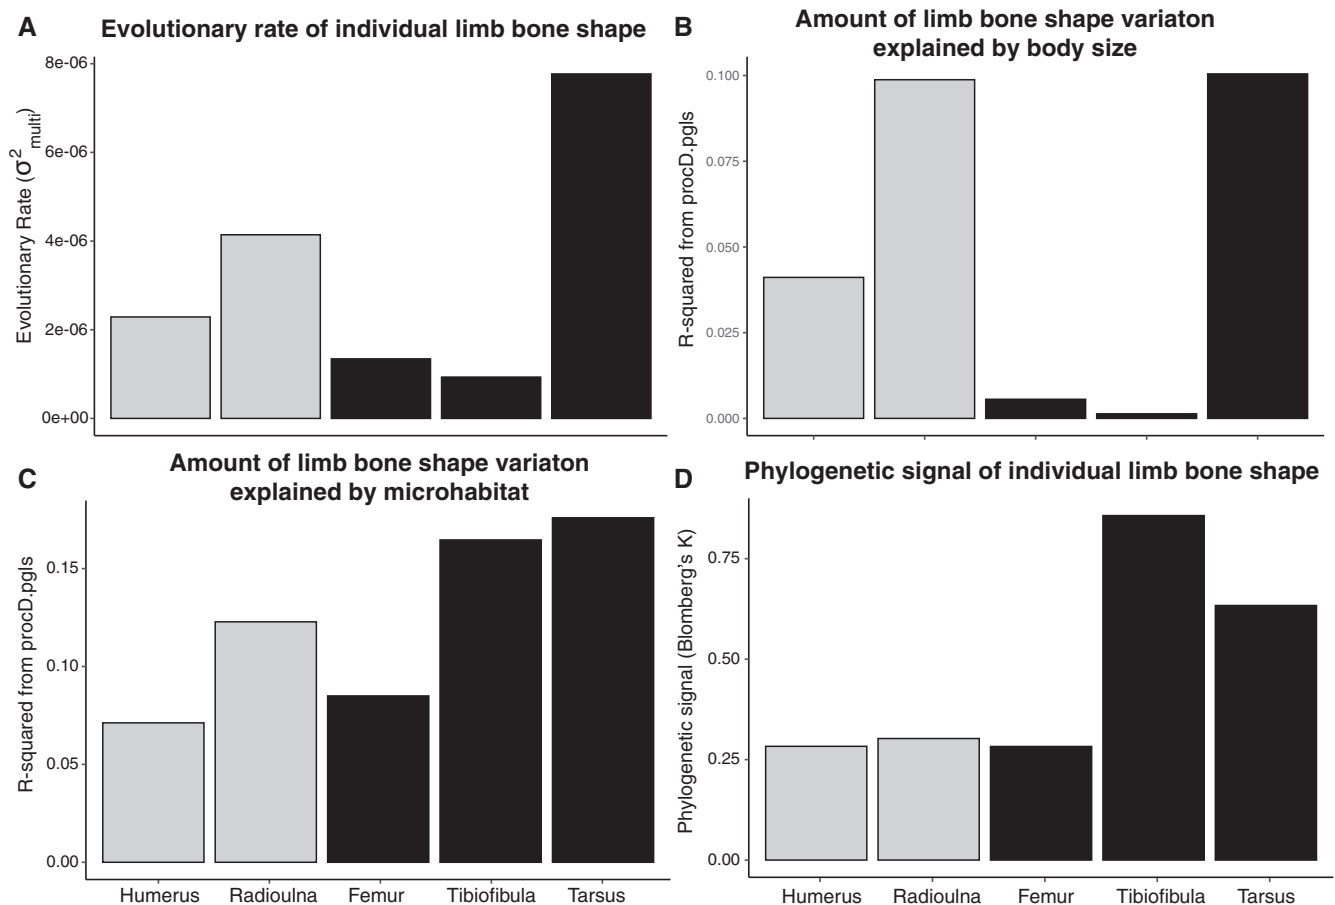 A
Evolutionary rate of individual limb bone shape
Evolutionary Rate (σ²multi)
8e-06
6e-06
4e-06
2e-06
0e+00
B
Amount of limb bone shape variaton
explained by body size
R-squared from procD.pgls
0.100
0.075
0.050
0.025
0.000
C
Amount of limb bone shape variaton
explained by microhabitat
R-squared from procD.pgls
0.15
0.10
0.05
0.00
Humerus Radioulna Femur Tibiofibula Tarsus
D
Phylogenetic signal of individual limb bone shape
Phylogenetic signal (Blomberg's K)
0.75
0.50
0.25
0.00
Humerus Radioulna Femur Tibiofibula Tarsus